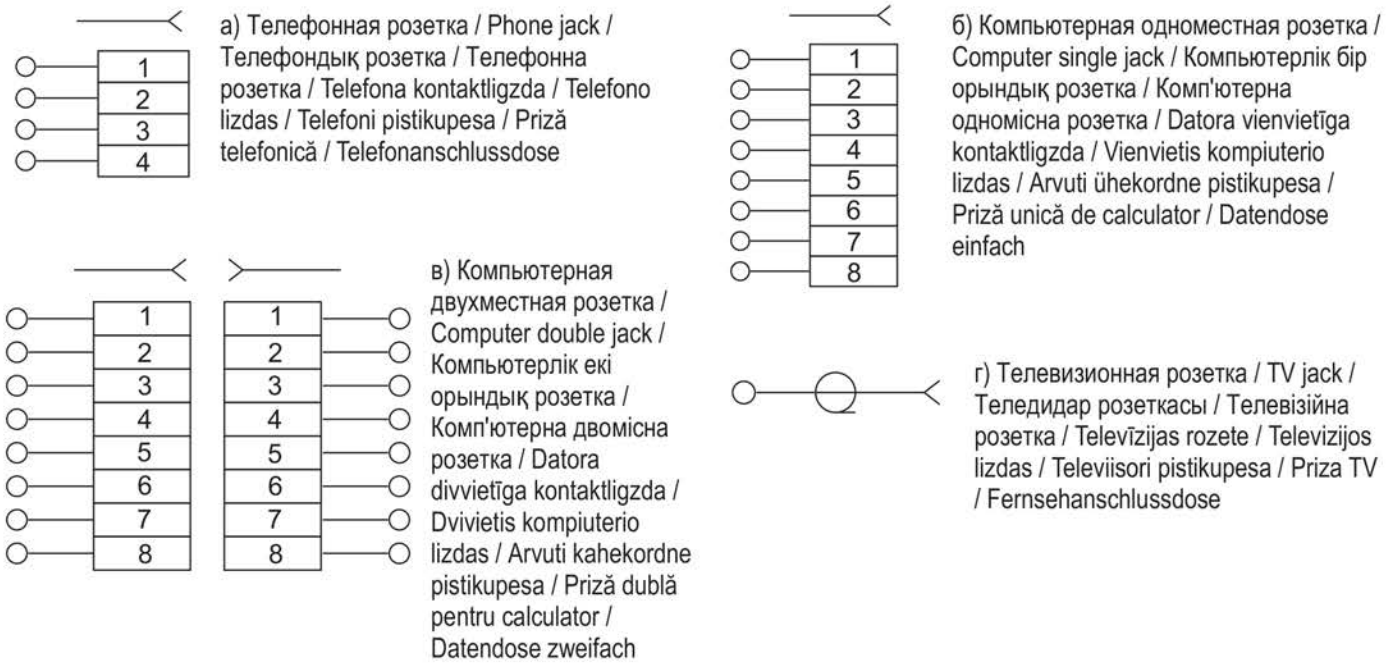 а) Телефонная розетка / Phone jack /
Телефондық розетка / Телефонна
розетка / Telefona kontaktligzda / Telefono
lizdas / Telefoni pistikupesa / Priză
telefonică / Telefonanschlussdose
1
2
3
4
б) Компьютерная одноместная розетка /
Computer single jack / Компьютерлік бір
орындық розетка / Комп'ютерна
одномісна розетка / Datora vienvietīga
kontaktligzda / Vienvietis kompiuterio
lizdas / Arvuti ühekordne pistikupesa /
Priză unică de calculator / Datendose
einfach
1
2
3
4
5
6
7
8
в) Компьютерная
двухместная розетка /
Computer double jack /
Компьютерлік екі
орындық розетка /
Комп'ютерна двомісна
розетка / Datora
divvietīga kontaktligzda /
Dvivietis kompiuterio
lizdas / Arvuti kahekordne
pistikupesa / Priză dublă
pentru calculator /
Datendose zweifach
1 1
2 2
3 3
4 4
5 5
6 6
7 7
8 8
г) Телевизионная розетка / TV jack /
Теледидар розеткасы / Телевізійна
розетка / Televīzijas rozete / Televizijos
lizdas / Televiisori pistikupesa / Priza TV
/ Fernsehanschlussdose